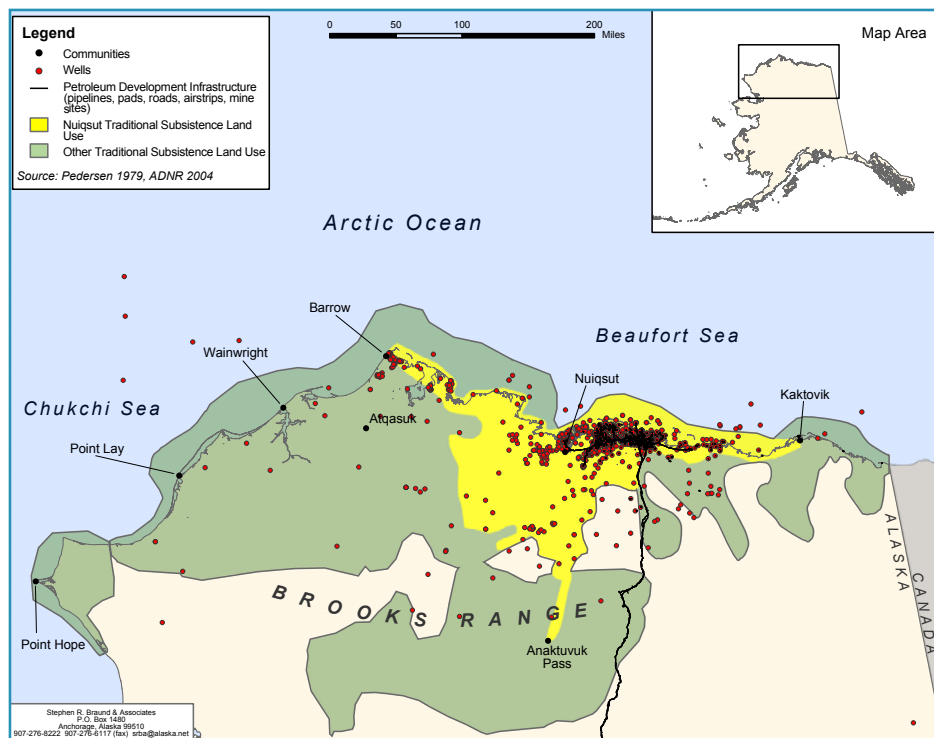 Legend
Communities
Wells
Petroleum Development Infrastructure
(pipelines, pads, roads, airstrips, mine
sites)
Nuiqsut Traditional Subsistence Land
Use
Other Traditional Subsistence Land Use
Source: Pedersen 1979, ADNR 2004
0 50 100 200
Miles
Map Area
Arctic Ocean
Barrow
Beaufort Sea
Wainwright
Nuiqsut
Kaktovik
Chukchi Sea
Atqasuk
Point Lay
ALASKA
CANADA
BROOKS RANGE
Point Hope
Anaktuvuk
Pass
Stephen R. Braund & Associates
P.O. Box 1480
Anchorage, Alaska 99510
907-276-8222 907-276-6117 (fax) srba@alaska.net